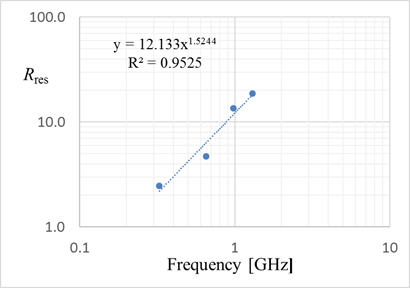 100.0
y = 12.133x^1.5244
R² = 0.9525
Rres
10.0
1.0
0.1 1 10
Frequency [GHz]